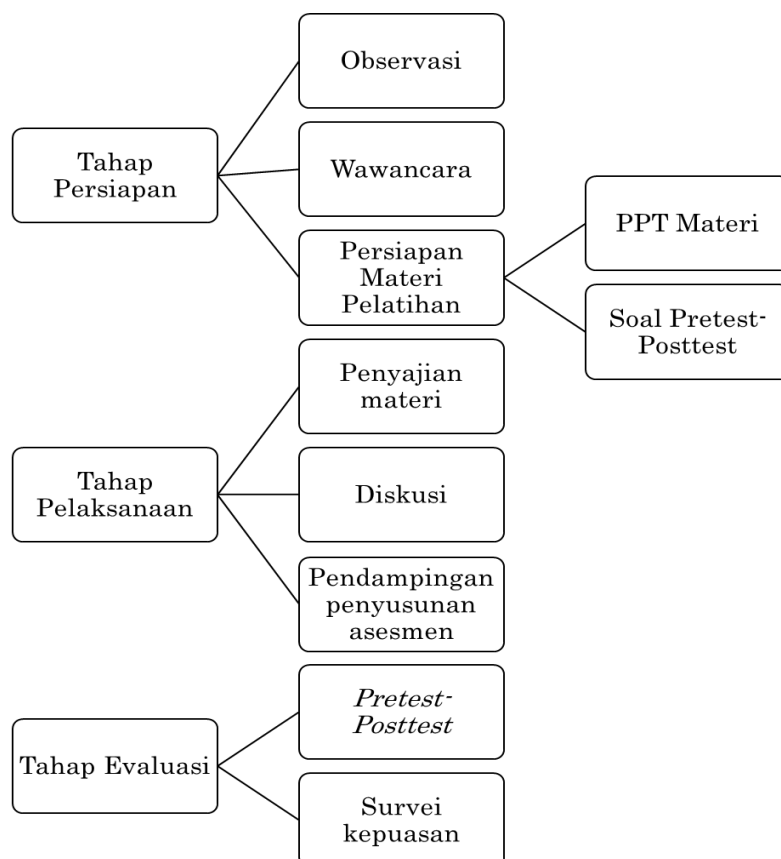 Tahap
Persiapan
Observasi
Wawancara
Persiapan
Materi
Pelatihan
PPT Materi
Soal Pretest-
Posttest
Tahap
Pelaksanaan
Penyajian
materi
Diskusi
Pendampingan
penyusunan
asesmen
Tahap Evaluasi
Pretest-
Posttest
Survei
kepuasan